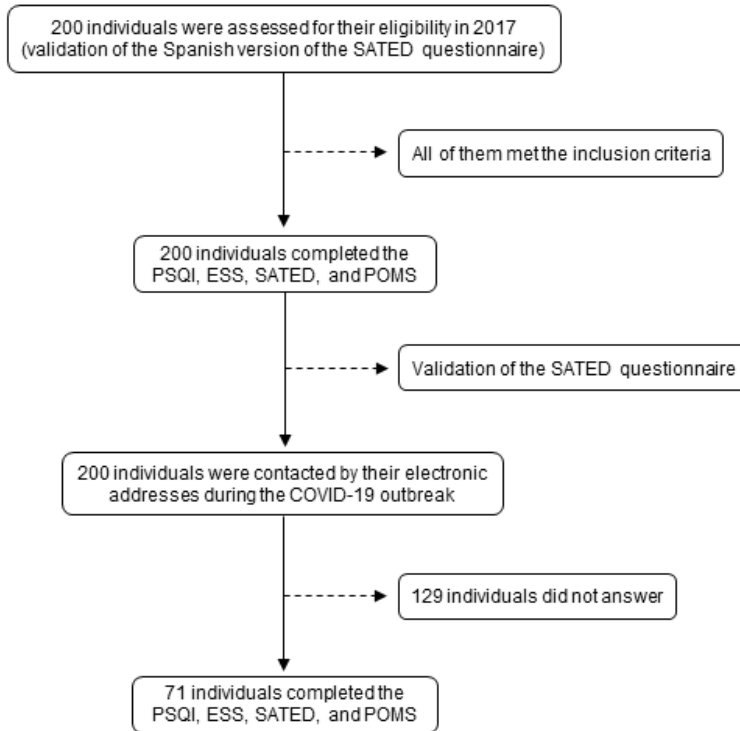 200 individuals were assessed for their eligibility in 2017
(validation of the Spanish version of the SATED questionnaire)
All of them met the inclusion criteria
200 individuals completed the
PSQI, ESS, SATED, and POMS
Validation of the SATED questionnaire
200 individuals were contacted by their electronic
addresses during the COVID-19 outbreak
129 individuals did not answer
71 individuals completed the
PSQI, ESS, SATED, and POMS